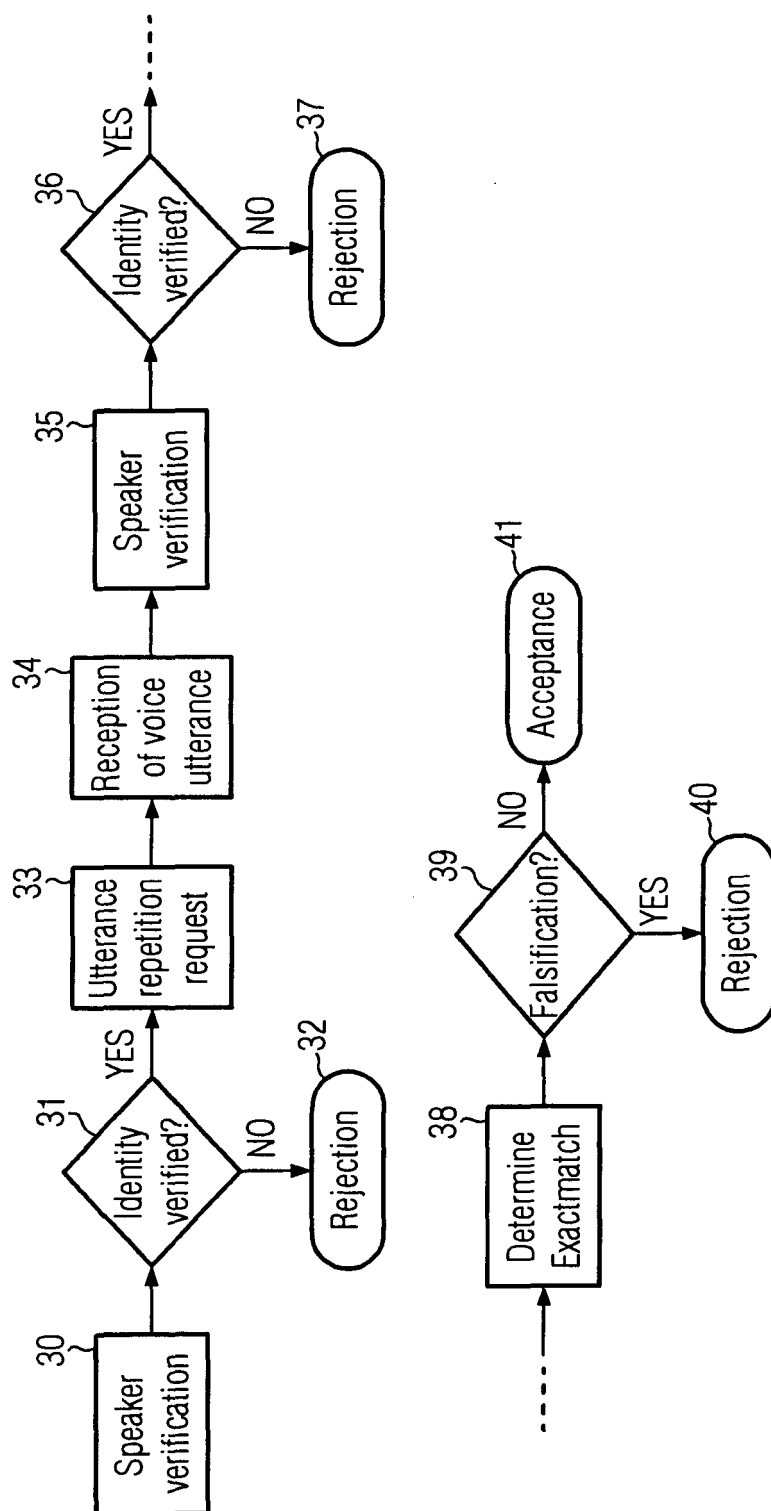 30
Speaker
verification
31
Identity
verified?
YES
NO
32
Rejection
33
Utterance
repetition
request
34
Reception
of voice
utterance
35
Speaker
verification
36
Identity
verified?
YES
NO
37
Rejection
38
Determine
Exactmatch
39
Falsification?
NO
YES
40
Rejection
41
Acceptance